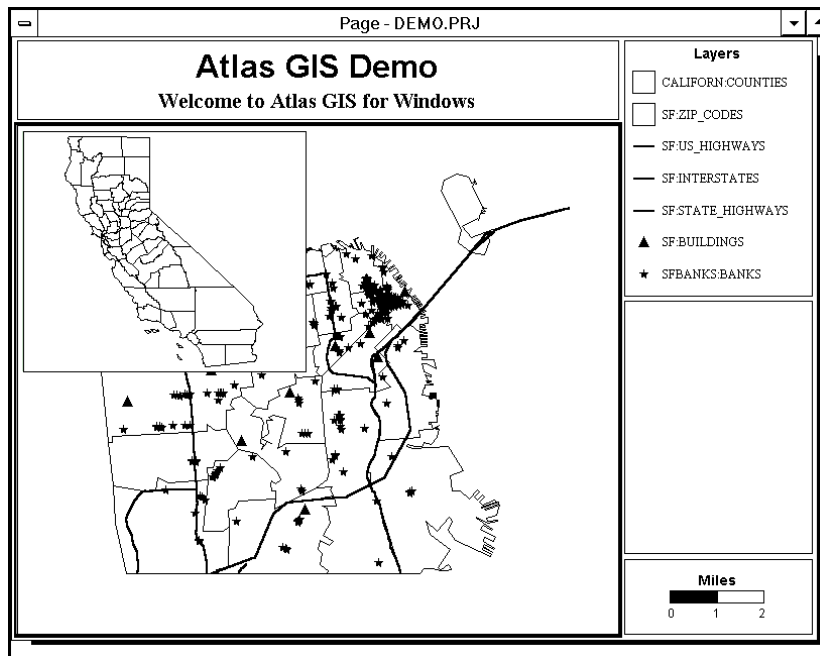 Page - DEMO.PRJ
Atlas GIS Demo
Welcome to Atlas GIS for Windows
Layers
CALIFORN:COUNTIES
SF:ZIP_CODES
SF:US_HIGHWAYS
SF:INTERSTATES
SF:STATE_HIGHWAYS
SF:BUILDINGS
SFBANKS:BANKS
Miles
0 1 2